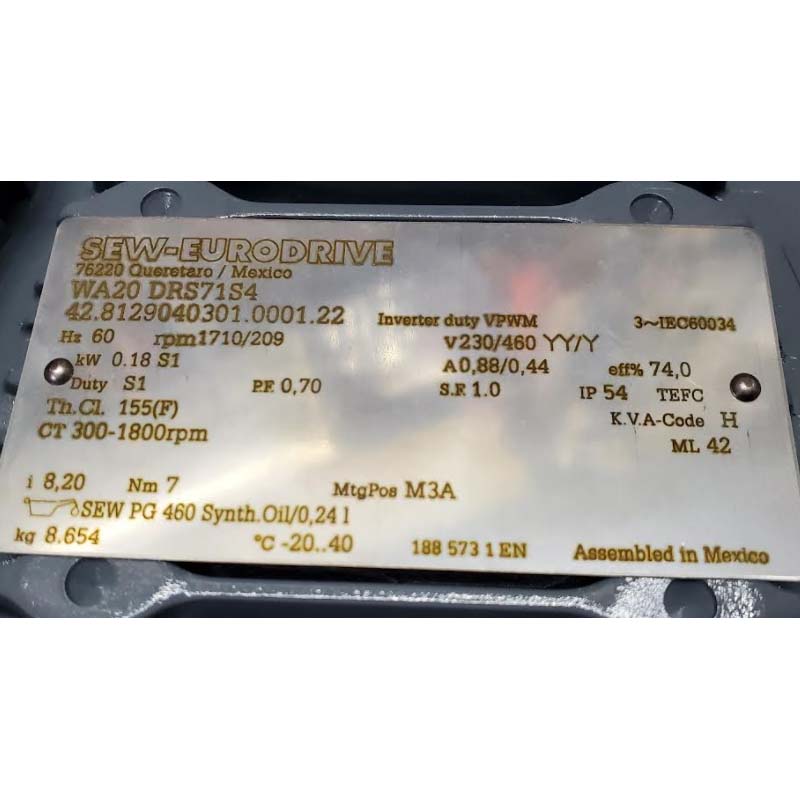 SEW-EURODRIVE
76220 Queretaro / Mexico
WA20 DRS71S4
42.8129040301.0001.22 Inverter duty VPWM 3~IEC60034
Hz 60 rpm1710/209 V230/460 YY/Y
kW 0.18 S1 A0,88/0,44 eff% 74,0
Duty S1 P.F. 0,70 S.F. 1.0 IP 54 TEFC
Th.Cl. 155(F) K.V.A-Code H
CT 300-1800rpm ML 42
i 8,20 Nm 7 MtgPos M3A
SEW PG 460 Synth.Oil/0,24 l
kg 8.654 °C -20..40 188 573 1 EN Assembled in Mexico